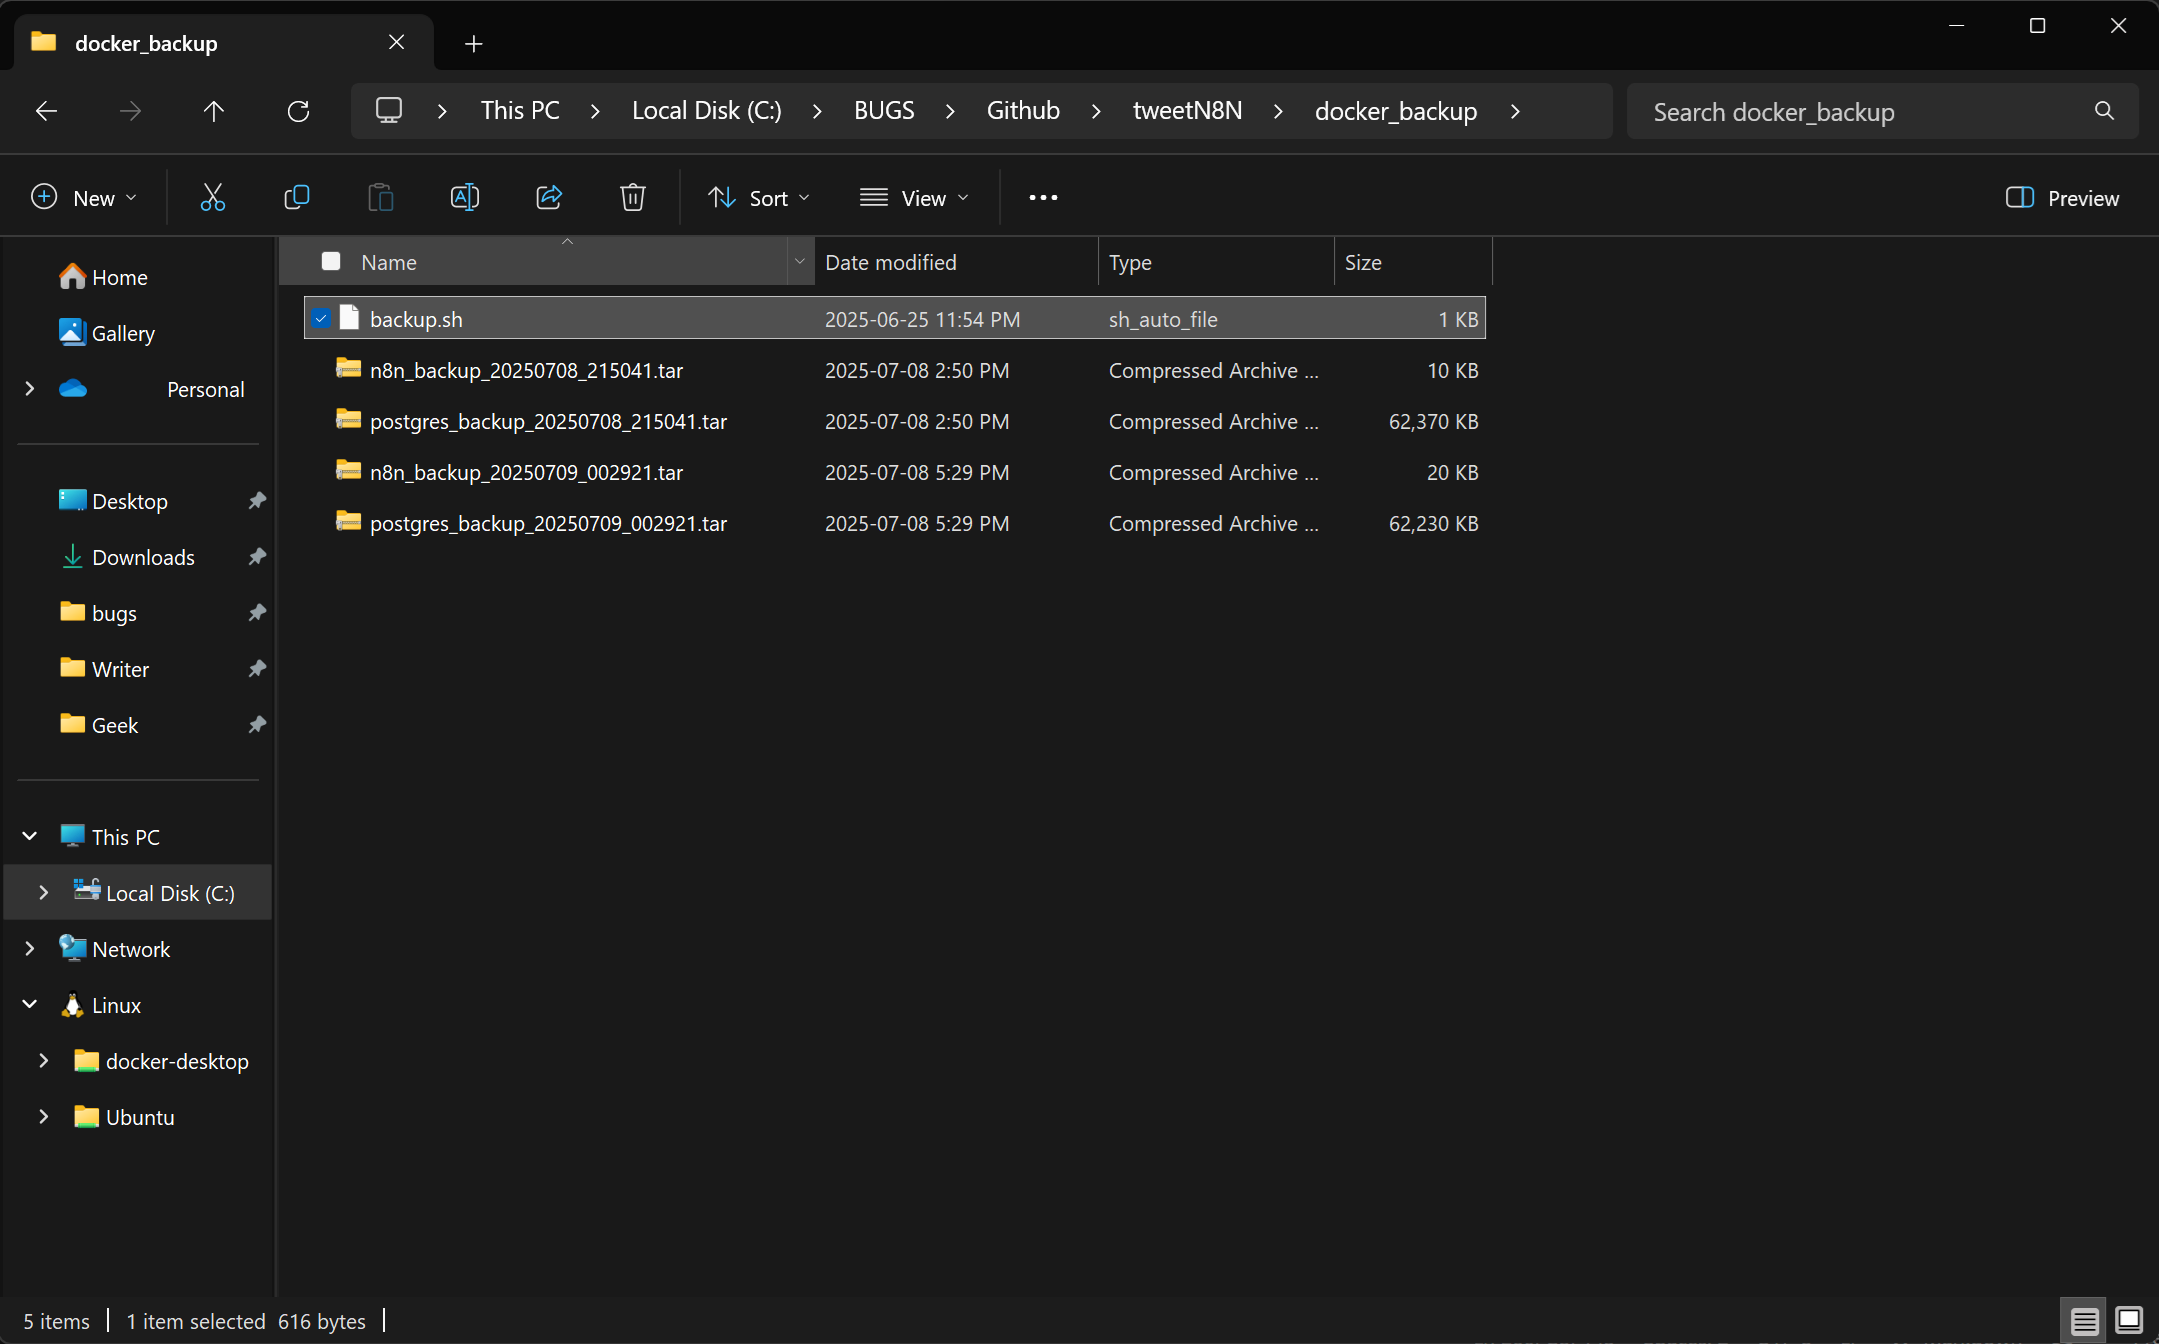 docker_backup
This PC > Local Disk (C:) > BUGS > Github > tweetN8N > docker_backup >
Search docker_backup
New
Sort
View
Preview
Home
Gallery
Personal
Desktop
Downloads
bugs
Writer
Geek
This PC
Local Disk (C:)
Network
Linux
docker-desktop
Ubuntu
Name Date modified Type Size
backup.sh 2025-06-25 11:54 PM sh_auto_file 1 KB
n8n_backup_20250708_215041.tar 2025-07-08 2:50 PM Compressed Archive ... 10 KB
postgres_backup_20250708_215041.tar 2025-07-08 2:50 PM Compressed Archive ... 62,370 KB
n8n_backup_20250709_002921.tar 2025-07-08 5:29 PM Compressed Archive ... 20 KB
postgres_backup_20250709_002921.tar 2025-07-08 5:29 PM Compressed Archive ... 62,230 KB
5 items 1 item selected 616 bytes